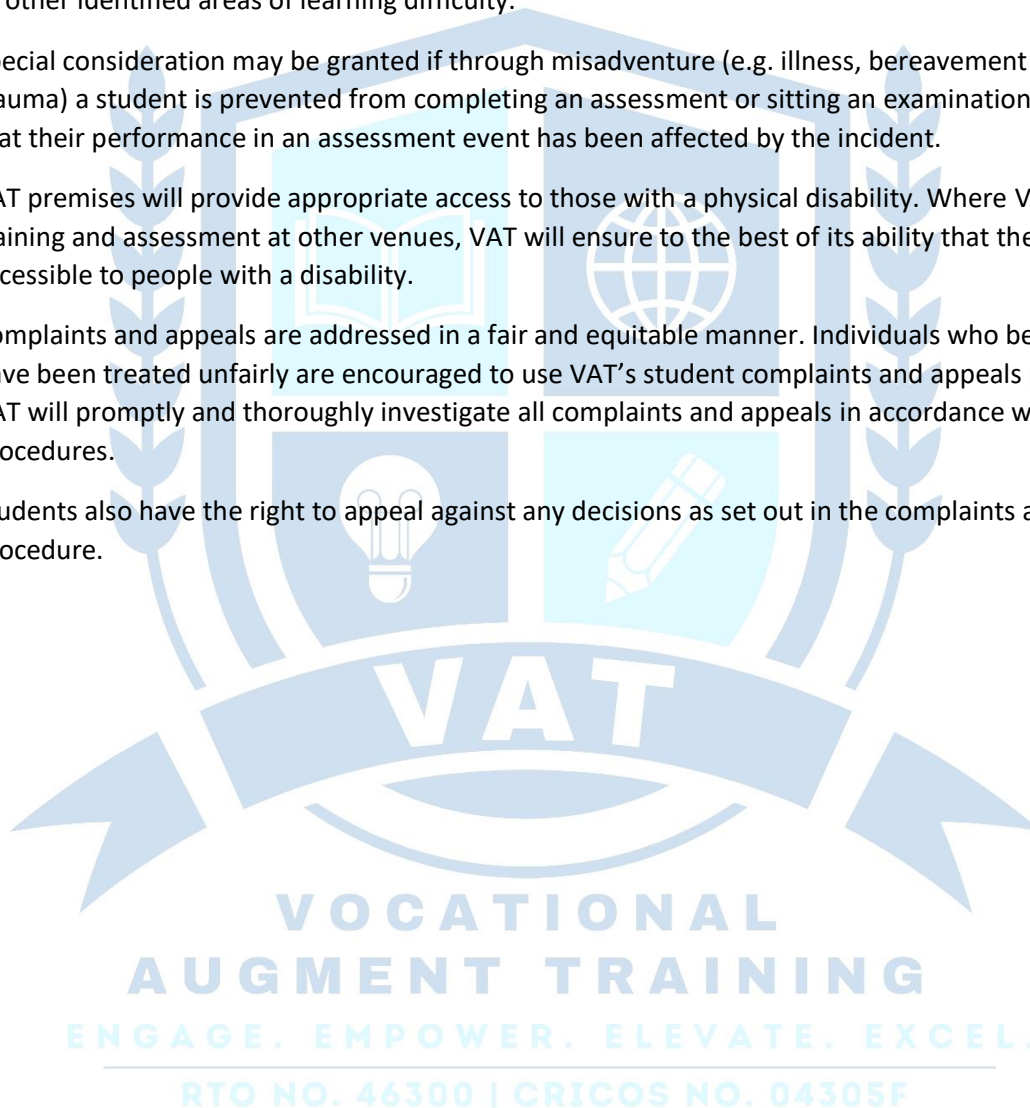 other identified areas of learning difficulty.
pecial consideration may be granted if through misadventure (e.g. illness, bereavement
auma) a student is prevented from completing an assessment or sitting an examination
at their performance in an assessment event has been affected by the incident.
AT premises will provide appropriate access to those with a physical disability. Where V
aining and assessment at other venues, VAT will ensure to the best of its ability that the
ccessible to people with a disability.
omplaints and appeals are addressed in a fair and equitable manner. Individuals who be
ave been treated unfairly are encouraged to use VAT’s student complaints and appeals
AT will promptly and thoroughly investigate all complaints and appeals in accordance w
rocedures.
udents also have the right to appeal against any decisions as set out in the complaints a
rocedure.
VAT
VOCATIONAL
AUGMENT TRAINING
ENGAGE. EMPOWER. ELEVATE. EXCEL.
RTO NO. 46300 | CRICOS NO. 04305F